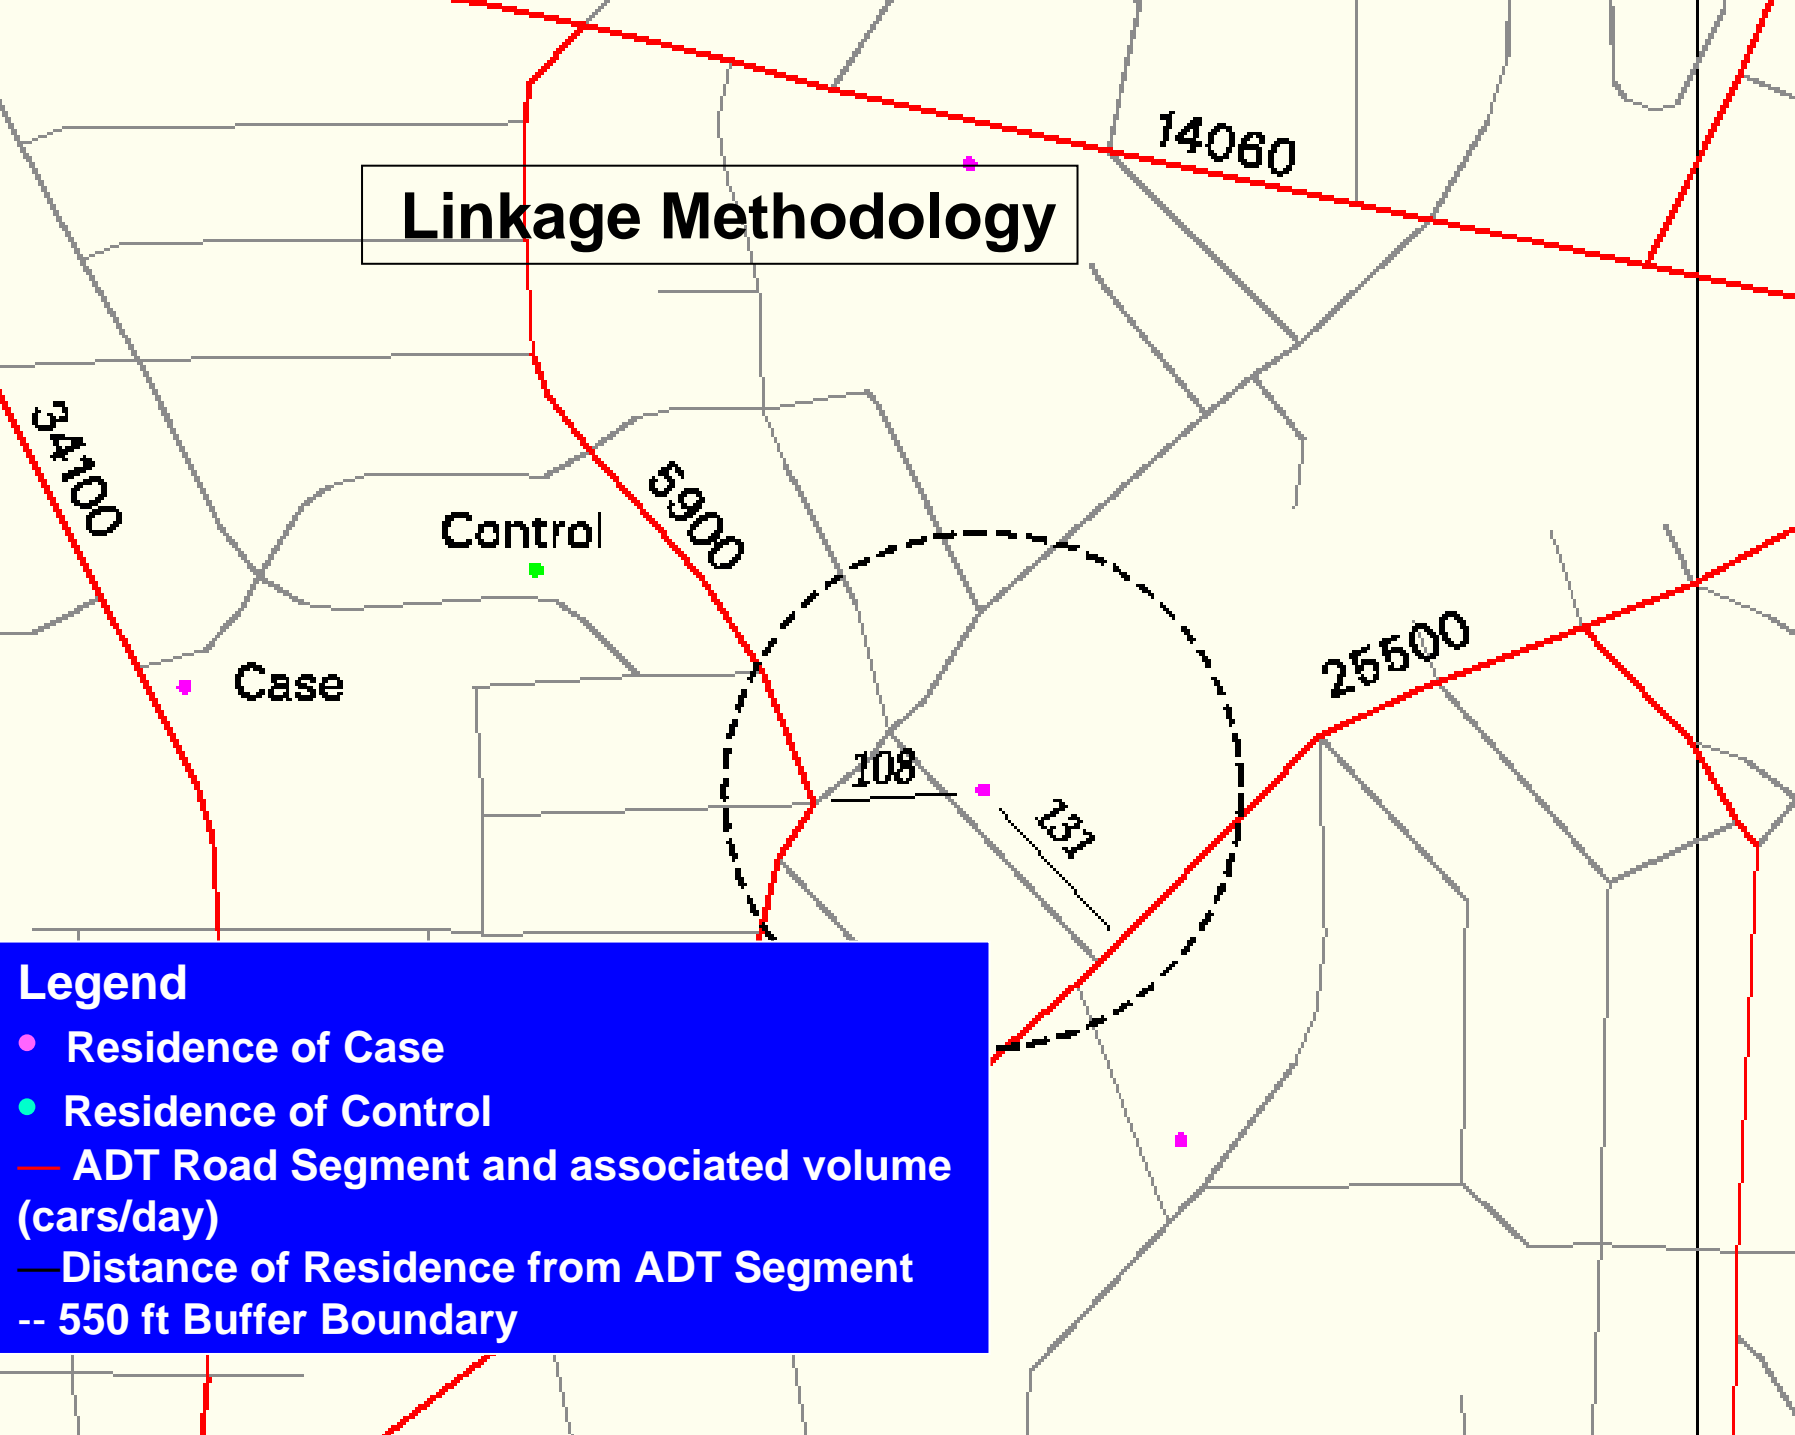 14060
Linkage Methodology
34100
5900
Control
25500
Case
108
131
Legend
• Residence of Case
• Residence of Control
— ADT Road Segment and associated volume
(cars/day)
—Distance of Residence from ADT Segment
-- 550 ft Buffer Boundary